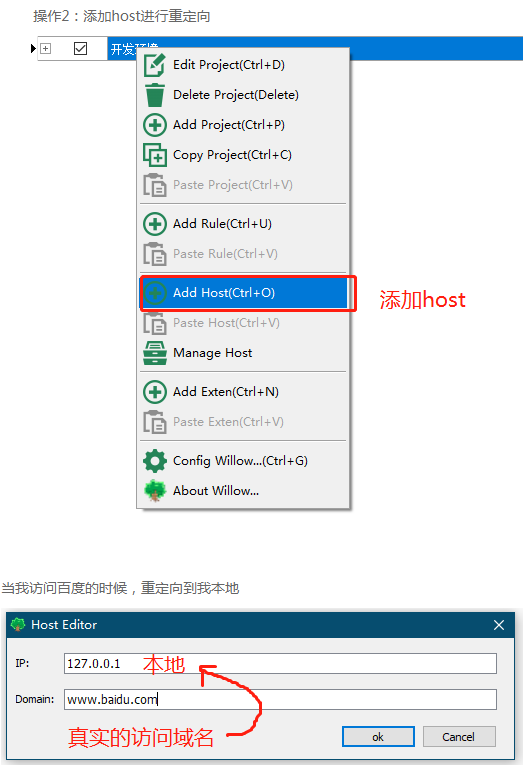 操作2：添加host进行重定向
开发环境
Edit Project(Ctrl+D)
Delete Project(Delete)
Add Project(Ctrl+P)
Copy Project(Ctrl+C)
Paste Project(Ctrl+V)
Add Rule(Ctrl+U)
Paste Rule(Ctrl+V)
Add Host(Ctrl+O)
添加host
Paste Host(Ctrl+V)
Manage Host
Add Exten(Ctrl+N)
Paste Exten(Ctrl+V)
Config Willow...(Ctrl+G)
About Willow...
当我访问百度的时候，重定向到我本地
Host Editor
IP: 127.0.0.1 本地
Domain: www.baidu.com
真实的访问域名
ok Cancel